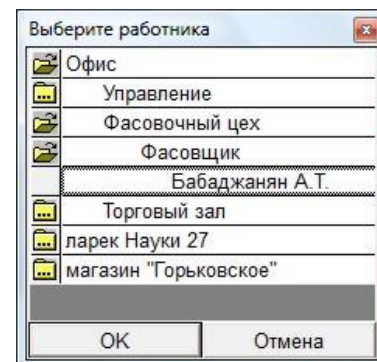 Выберите работника
Офис
Управление
Фасовочный цех
Фасовщик
Бабаджанян А.Т.
Торговый зал
ларек Науки 27
магазин "Горьковское"
OK
Отмена